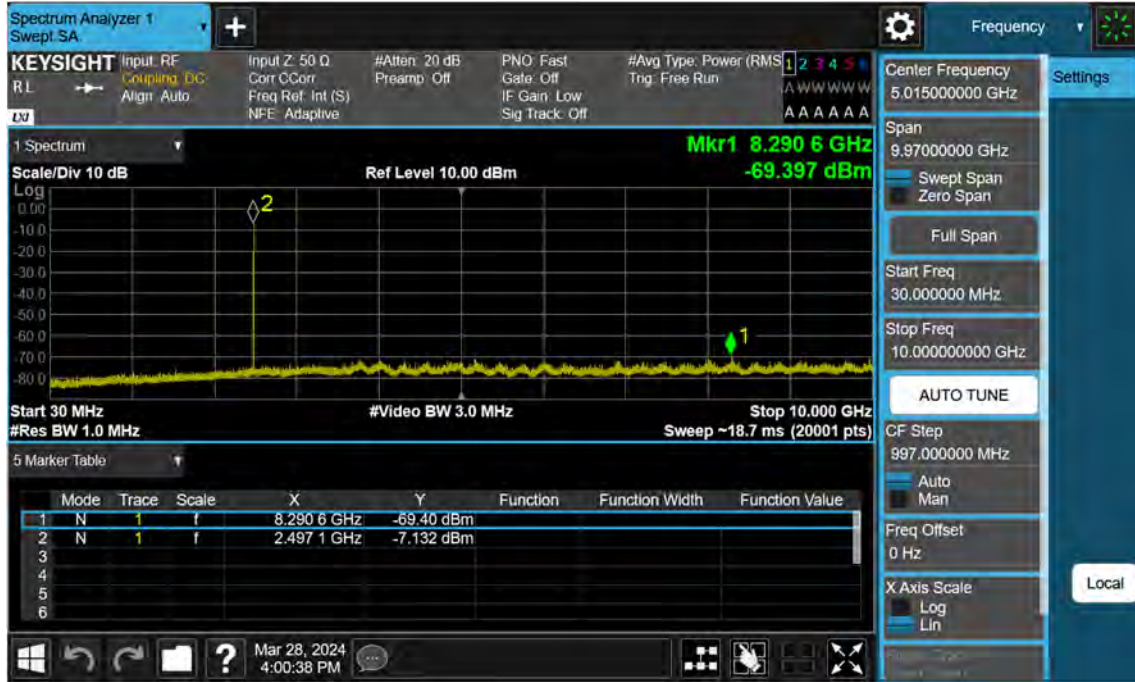 Spectrum Analyzer 1
Swept SA
+
Frequency
KEYSIGHT
RL
LXI
Input: RF
Coupling: DC
Align: Auto
Input Z: 50 Ω
Corr CCorr
Freq Ref: Int (S)
NFE: Adaptive
#Atten: 20 dB
Preamp: Off
PNO: Fast
Gate: Off
IF Gain: Low
Sig Track: Off
#Avg Type: Power (RMS
Trig: Free Run
1 2 3 4 5 6
A W W W W W
A A A A A A
1 Spectrum
Mkr1 8.290 6 GHz
Scale/Div 10 dB
Ref Level 10.00 dBm
-69.397 dBm
Log
0.00
-10.0
-20.0
-30.0
-40.0
-50.0
-60.0
-70.0
-80.0
2
1
Start 30 MHz
#Video BW 3.0 MHz
Stop 10.000 GHz
#Res BW 1.0 MHz
Sweep ~18.7 ms (20001 pts)
5 Marker Table
Mode Trace Scale X Y Function Function Width Function Value
1 N 1 f 8.290 6 GHz -69.40 dBm
2 N 1 f 2.497 1 GHz -7.132 dBm
3
4
5
6
?
Mar 28, 2024
4:00:38 PM
Center Frequency
5.015000000 GHz
Settings
Span
9.97000000 GHz
Swept Span
Zero Span
Full Span
Start Freq
30.000000 MHz
Stop Freq
10.000000000 GHz
AUTO TUNE
CF Step
997.000000 MHz
Auto
Man
Freq Offset
0 Hz
X Axis Scale
Log
Lin
Local